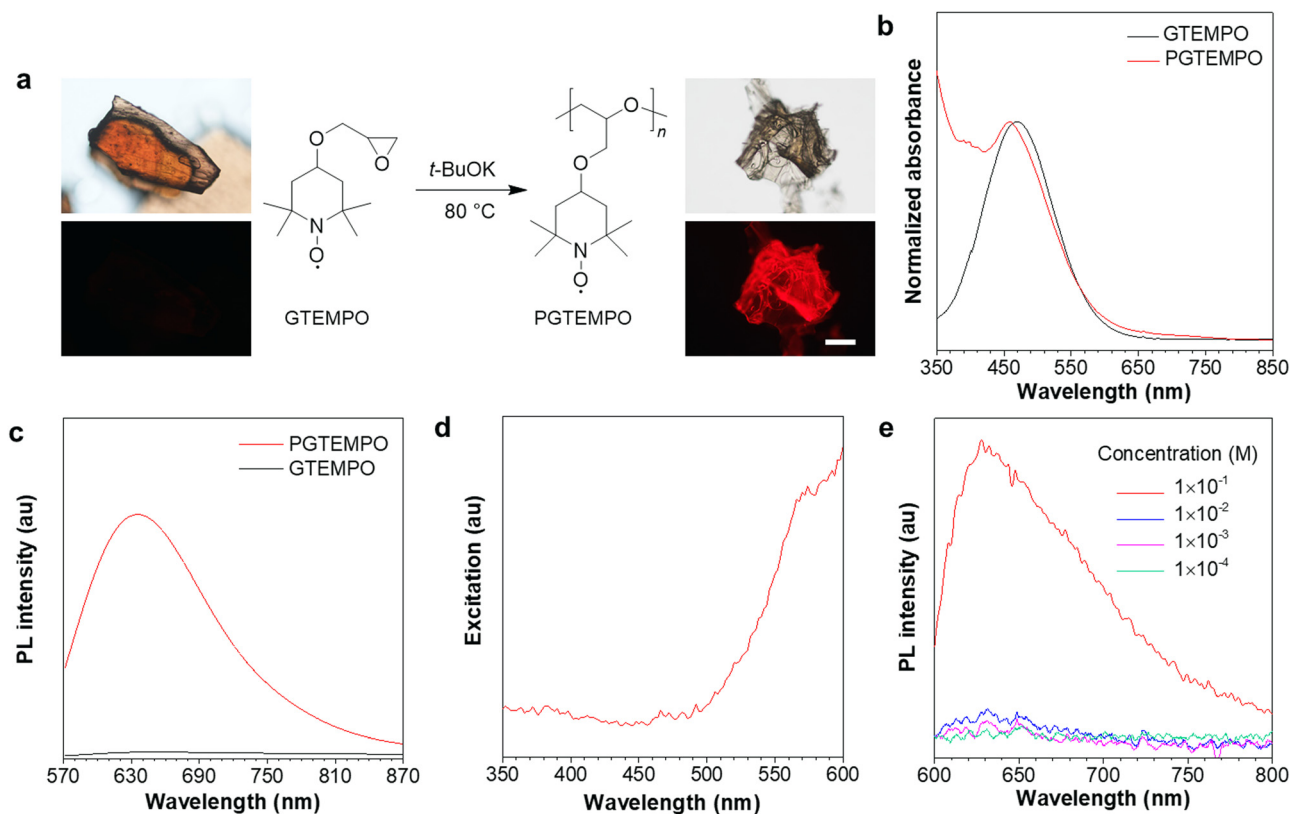 a
O
O
N
O
•
GTEMPO
t-BuOK
80 °C
O
n
O
N
O
•
PGTEMPO
b
GTEMPO
PGTEMPO
Normalized absorbance
350 450 550 650 750 850
Wavelength (nm)
c
PGTEMPO
GTEMPO
PL intensity (au)
570 630 690 750 810 870
Wavelength (nm)
d
Excitation (au)
350 400 450 500 550 600
Wavelength (nm)
e
Concentration (M)
1×10⁻¹
1×10⁻²
1×10⁻³
1×10⁻⁴
PL intensity (au)
600 650 700 750 800
Wavelength (nm)